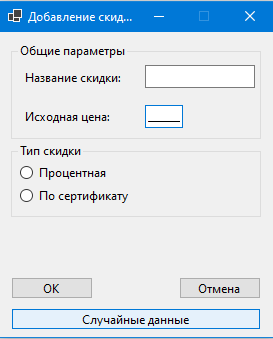 Добавление скид...
Общие параметры
Название скидки:
Исходная цена:
Тип скидки
Процентная
По сертификату
OK
Отмена
Случайные данные